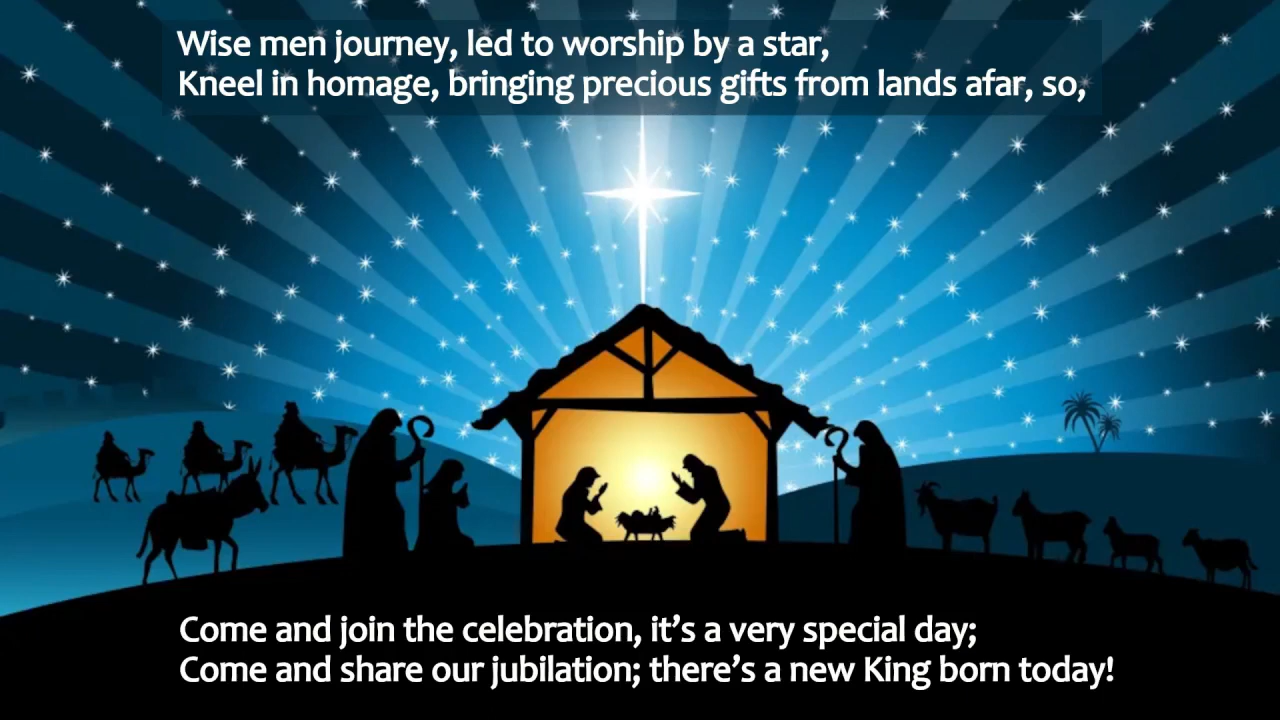 Wise men journey, led to worship by a star,
Kneel in homage, bringing precious gifts from lands afar, so,
Come and join the celebration, it's a very special day;
Come and share our jubilation; there's a new King born today!